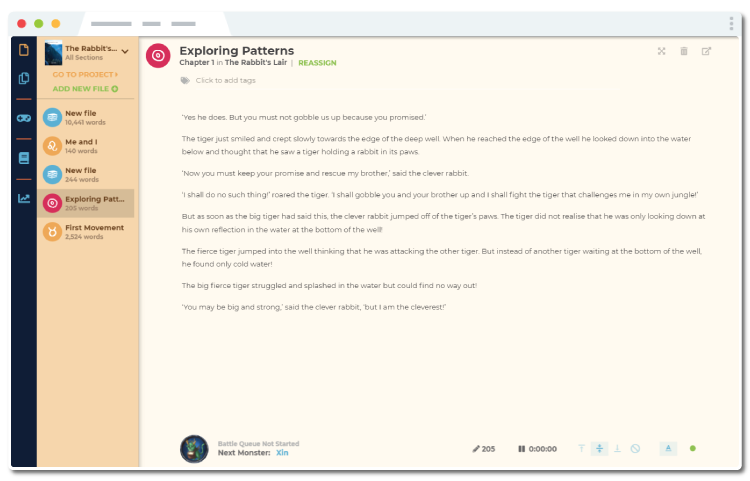 The Rabbit's...
All Sections
GO TO PROJECT
ADD NEW FILE
New file
10,441 words
Me and I
140 words
New file
244 words
Exploring Patt...
205 words
First Movement
2,524 words
Exploring Patterns
Chapter 1 in The Rabbit's Lair | REASSIGN
Click to add tags
'Yes he does. But you must not gobble us up because you promised.'
The tiger just smiled and crept slowly towards the edge of the deep well. When he reached the edge of the well he looked down into the water
below and thought that he saw a tiger holding a rabbit in its paws.
'Now you must keep your promise and rescue my brother,' said the clever rabbit.
'I shall do no such thing!' roared the tiger. 'I shall gobble you and your brother up and I shall fight the tiger that challenges me in my own jungle!'
But as soon as the big tiger had said this, the clever rabbit jumped off of the tiger's paws. The tiger did not realise that he was only looking down at
his own reflection in the water at the bottom of the well!
The fierce tiger jumped into the well thinking that he was attacking the other tiger. But instead of another tiger waiting at the bottom of the well,
he found only cold water!
The big fierce tiger struggled and splashed in the water but could find no way out!
'You may be big and strong,' said the clever rabbit, 'but I am the cleverest!'
Battle Queue Not Started
Next Monster: Xin
205
0:00:00
A